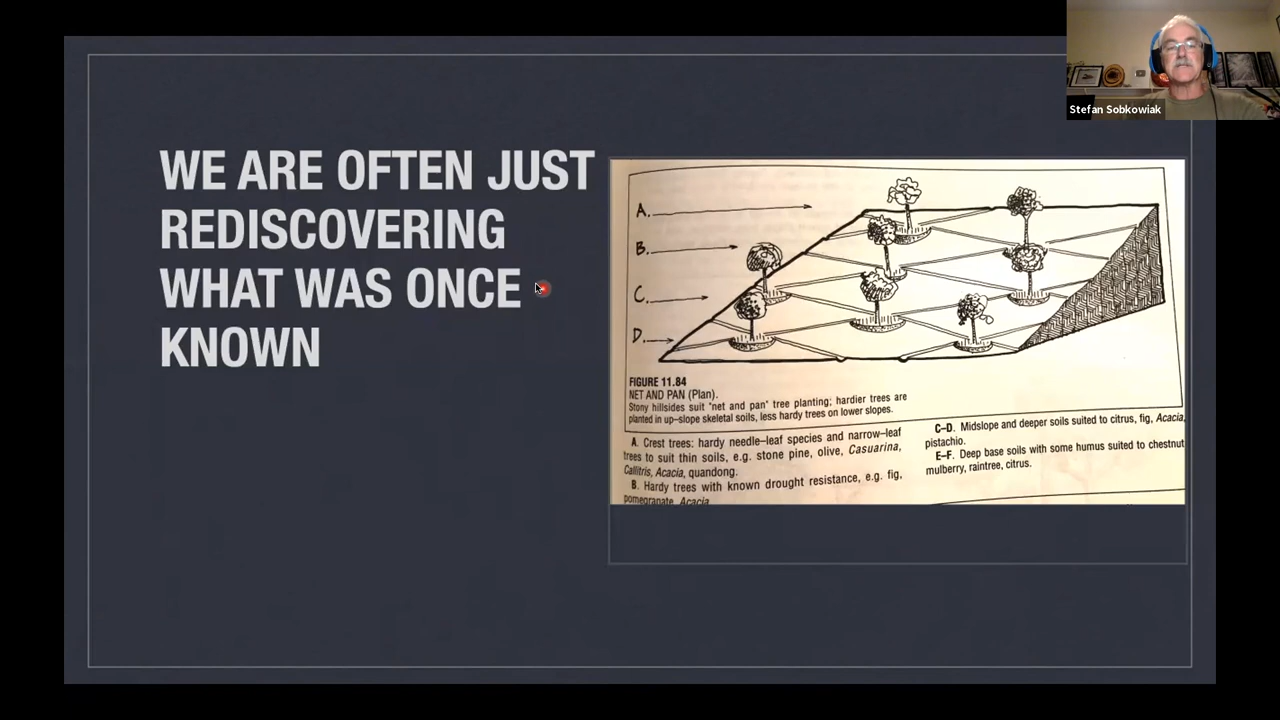 Stefan Sobkowiak
WE ARE OFTEN JUST
REDISCOVERING
WHAT WAS ONCE
KNOWN
A.
B.
C.
D.
FIGURE 11.84
NET AND PAN (Plan).
Stony hillsides suit "net and pan" tree planting; hardier trees are
planted in up–slope skeletal soils, less hardy trees on lower slopes.
A. Crest trees: hardy needle–leaf species and narrow–leaf
trees to suit thin soils, e.g. stone pine, olive, Casuarina,
Callitris, Acacia, quandong.
B. Hardy trees with known drought resistance, e.g. fig,
pomegranate, Acacia
C–D. Midslope and deeper soils suited to citrus, fig, Acacia,
pistachio.
E–F. Deep base soils with some humus suited to chestnut
mulberry, raintree, citrus.